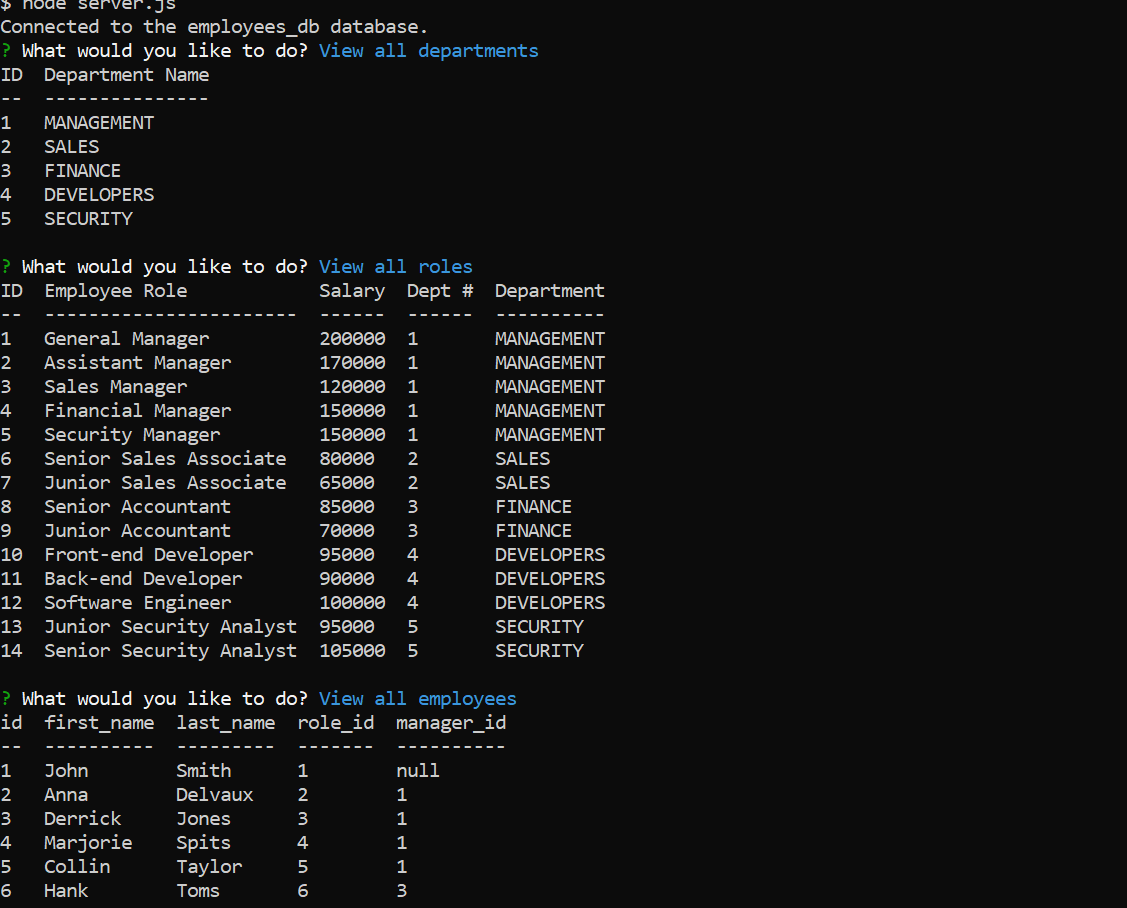 $ node server.js
Connected to the employees_db database.
? What would you like to do? View all departments
ID  Department Name
--  ---------------
1   MANAGEMENT
2   SALES
3   FINANCE
4   DEVELOPERS
5   SECURITY
? What would you like to do? View all roles
ID  Employee Role            Salary  Dept #  Department
--  -----------------------  ------  ------  ----------
1   General Manager          200000  1       MANAGEMENT
2   Assistant Manager        170000  1       MANAGEMENT
3   Sales Manager            120000  1       MANAGEMENT
4   Financial Manager        150000  1       MANAGEMENT
5   Security Manager         150000  1       MANAGEMENT
6   Senior Sales Associate   80000   2       SALES
7   Junior Sales Associate   65000   2       SALES
8   Senior Accountant        85000   3       FINANCE
9   Junior Accountant        70000   3       FINANCE
10  Front-end Developer      95000   4       DEVELOPERS
11  Back-end Developer       90000   4       DEVELOPERS
12  Software Engineer        100000  4       DEVELOPERS
13  Junior Security Analyst  95000   5       SECURITY
14  Senior Security Analyst  105000  5       SECURITY
? What would you like to do? View all employees
id  first_name  last_name  role_id  manager_id
--  ----------  ---------  -------  ----------
1   John        Smith      1        null
2   Anna        Delvaux    2        1
3   Derrick     Jones      3        1
4   Marjorie    Spits      4        1
5   Collin      Taylor     5        1
6   Hank        Toms       6        3